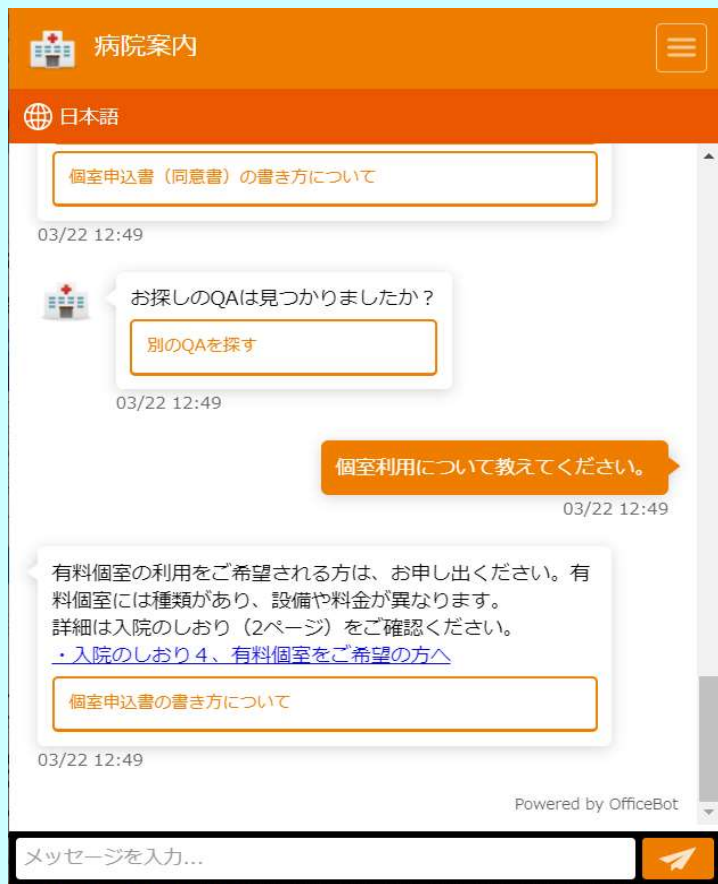 病院案内
日本語
個室申込書（同意書）の書き方について
03/22 12:49
お探しのQAは見つかりましたか？
別のQAを探す
03/22 12:49
個室利用について教えてください。
03/22 12:49
有料個室の利用をご希望される方は、お申し出ください。有
料個室には種類があり、設備や料金が異なります。
詳細は入院のしおり（2ページ）をご確認ください。
・入院のしおり４、有料個室をご希望の方へ
個室申込書の書き方について
03/22 12:49
Powered by OfficeBot
メッセージを入力...